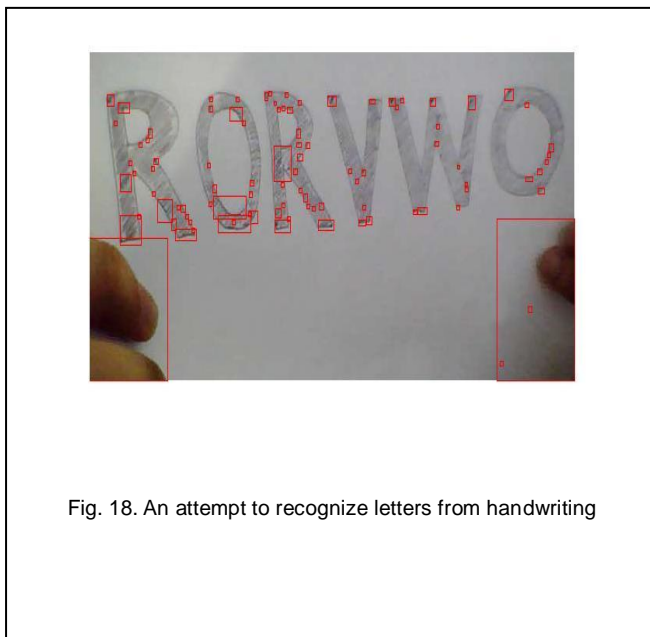 RORVWO
Fig. 18. An attempt to recognize letters from handwriting